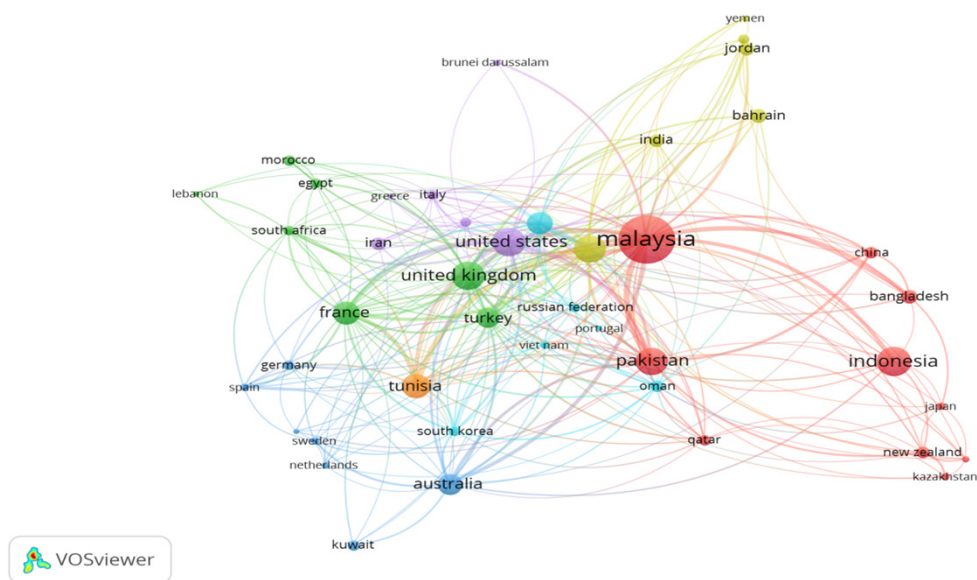 yemen
jordan
brunei darussalam
bahrain
india
morocco
egypt
lebanon
greece
italy
south africa
iran
united states
malaysia
china
united kingdom
bangladesh
russian federation
france
turkey
portugal
viet nam
germany
pakistan
indonesia
spain
tunisia
oman
japan
south korea
sweden
qatar
new zealand
netherlands
kazakhstan
australia
kuwait
VOSviewer